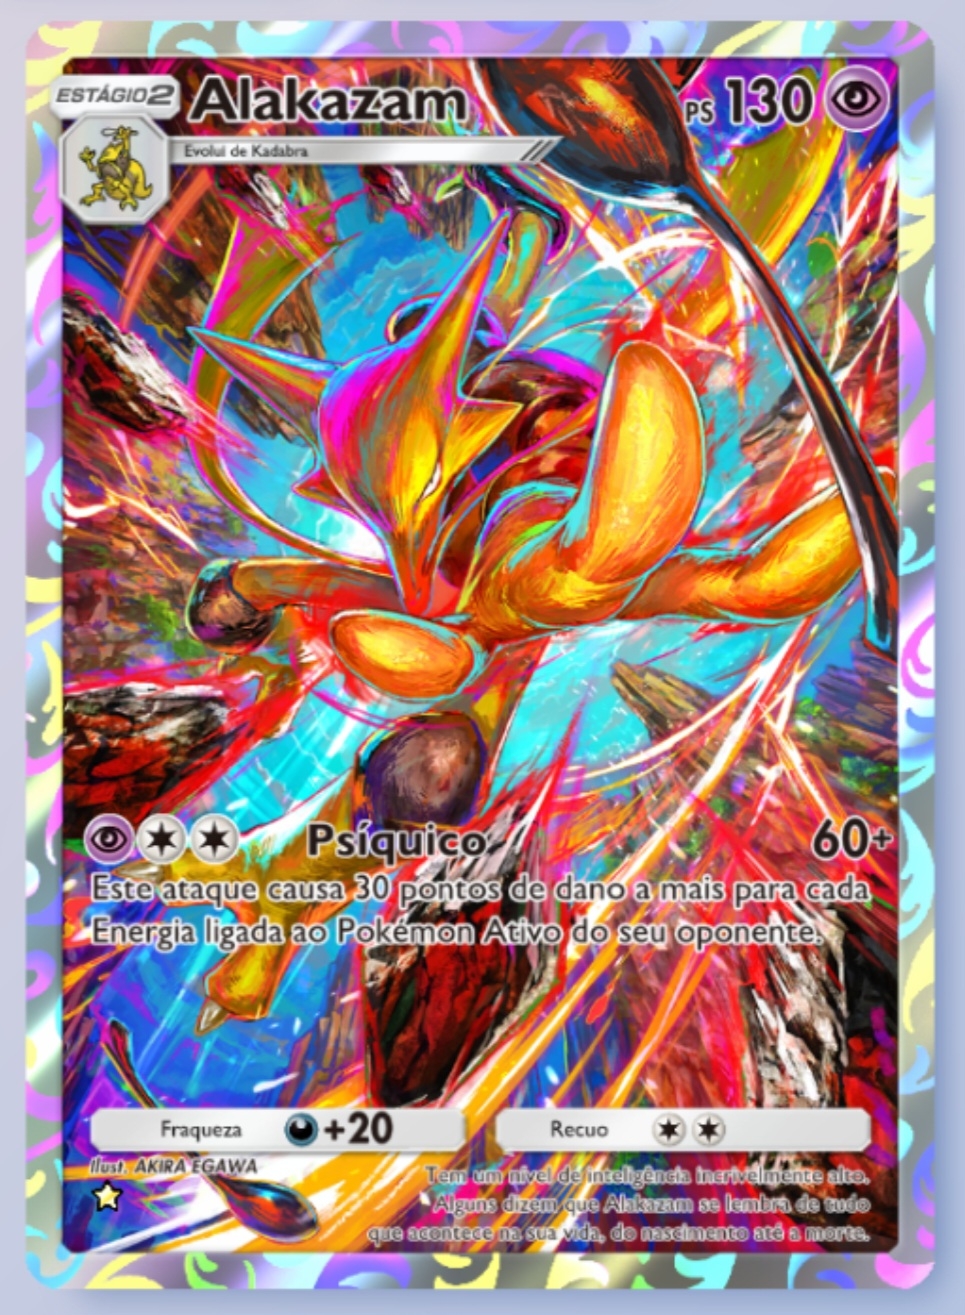 ESTÁGIO2 Alakazam PS 130
Evolui de Kadabra
Psíquico 60+
Este ataque causa 30 pontos de dano a mais para cada
Energia ligada ao Pokémon Ativo do seu oponente.
Fraqueza +20 Recuo
Ilust. AKIRA EGAWA
Tem um nível de inteligência incrivelmente alto.
Alguns dizem que Alakazam se lembra de tudo
que acontece na sua vida, do nascimento até a morte.